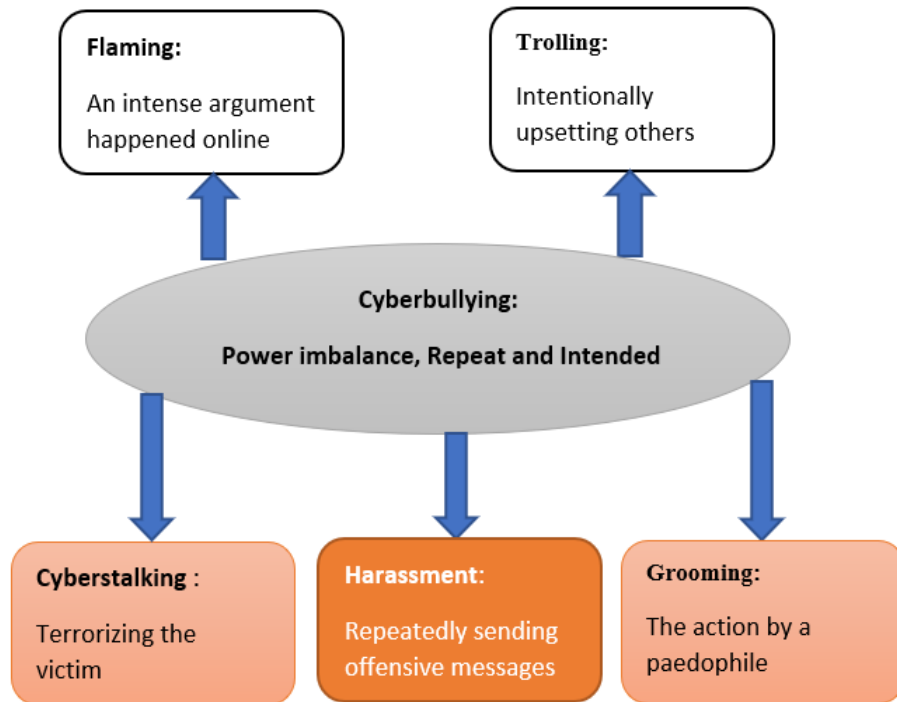 Flaming:
An intense argument
happened online
Trolling:
Intentionally
upsetting others
Cyberbullying:
Power imbalance, Repeat and Intended
Cyberstalking :
Terrorizing the
victim
Harassment:
Repeatedly sending
offensive messages
Grooming:
The action by a
paedophile